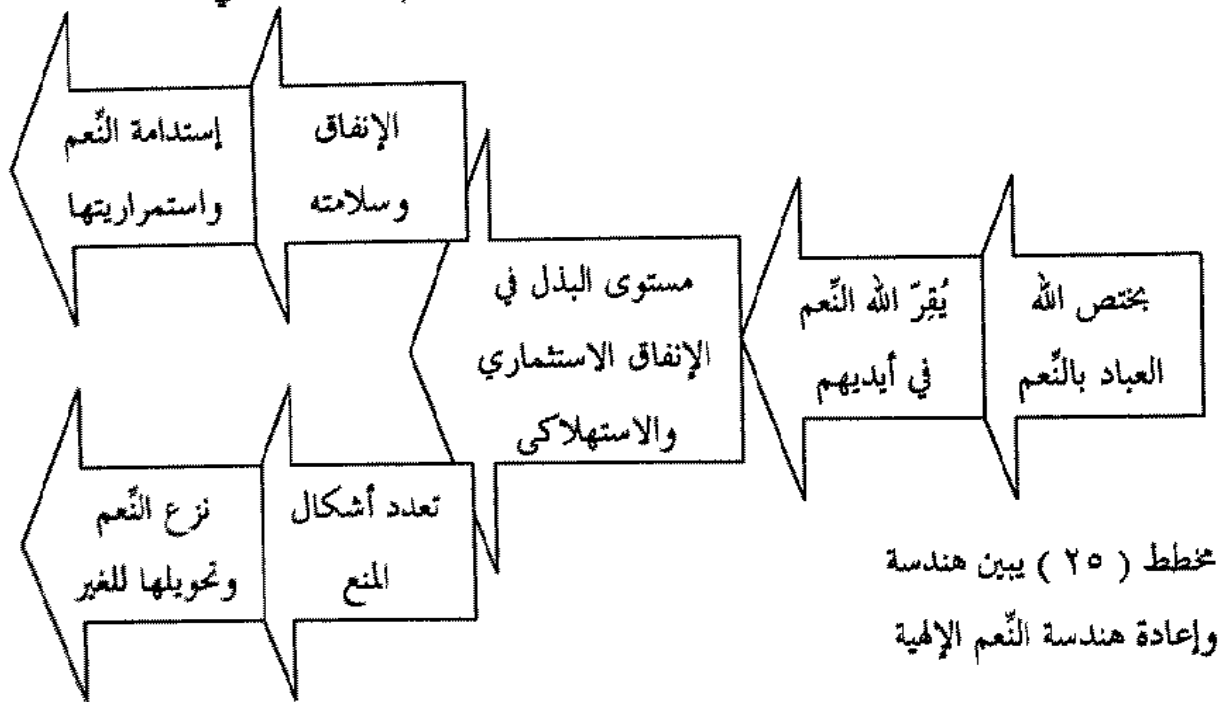 يختص الله
العباد بالنِّعم
يُقِرّ الله النِّعم
في أيديهم
مستوى البذل في
الإنفاق الاستثماري
والاستهلاكي
الإنفاق
وسلامته
إستدامة النِّعم
واستمراريتها
تعدد أشكال
المنع
نزع النِّعم
وتحويلها للغير
مخطط ( ٢٥ ) يبين هندسة
وإعادة هندسة النِّعم الإلهية